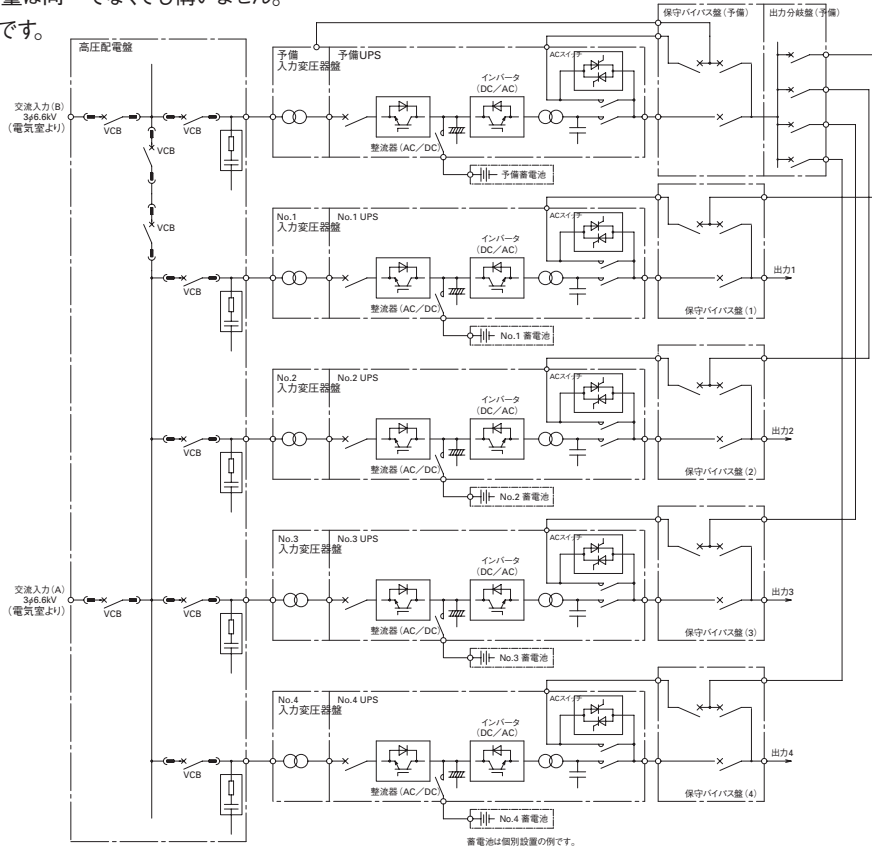 量は同一でなくても構いません。
です。
高圧配電盤
交流入力(B)
3φ6.6kV
(電気室より)
VCB
VCB
VCB
VCB
予備
入力変圧器盤
予備UPS
整流器(AC/DC)
インバータ
(DC/AC)
ACスイッチ
予備蓄電池
保守バイパス盤(予備)
出力分岐盤(予備)
VCB
No.1
入力変圧器盤
No.1 UPS
整流器(AC/DC)
インバータ
(DC/AC)
ACスイッチ
No.1 蓄電池
出力1
保守バイパス盤(1)
VCB
No.2
入力変圧器盤
No.2 UPS
整流器(AC/DC)
インバータ
(DC/AC)
ACスイッチ
No.2 蓄電池
出力2
保守バイパス盤(2)
交流入力(A)
3φ6.6kV
(電気室より)
VCB
VCB
No.3
入力変圧器盤
No.3 UPS
整流器(AC/DC)
インバータ
(DC/AC)
ACスイッチ
No.3 蓄電池
出力3
保守バイパス盤(3)
VCB
No.4
入力変圧器盤
No.4 UPS
整流器(AC/DC)
インバータ
(DC/AC)
ACスイッチ
No.4 蓄電池
出力4
保守バイパス盤(4)
蓄電池は個別設置の例です。